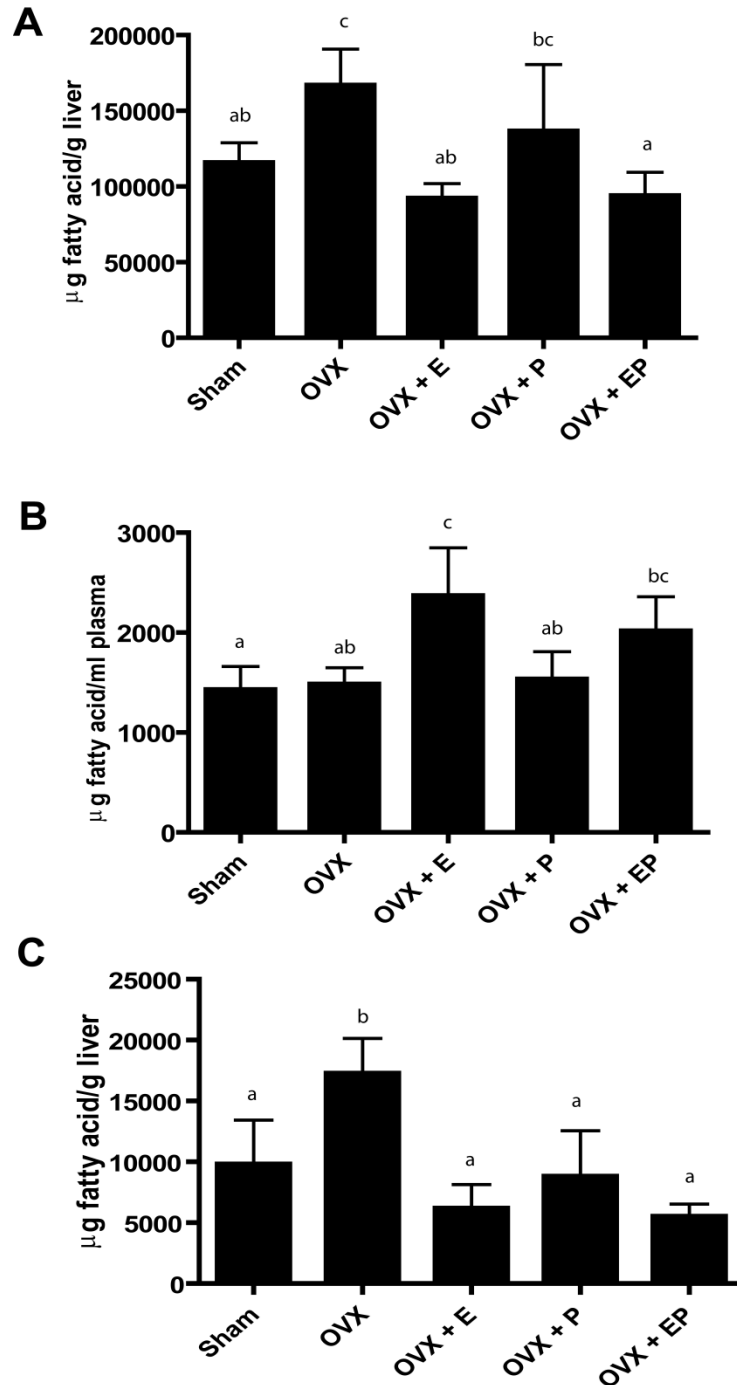 A
μg fatty acid/g liver
200000
150000
100000
50000
0
ab
c
ab
bc
a
Sham
OVX
OVX + E
OVX + P
OVX + EP
B
μg fatty acid/ml plasma
3000
2000
1000
0
a
ab
c
ab
bc
Sham
OVX
OVX + E
OVX + P
OVX + EP
C
μg fatty acid/g liver
25000
20000
15000
10000
5000
0
a
b
a
a
a
Sham
OVX
OVX + E
OVX + P
OVX + EP